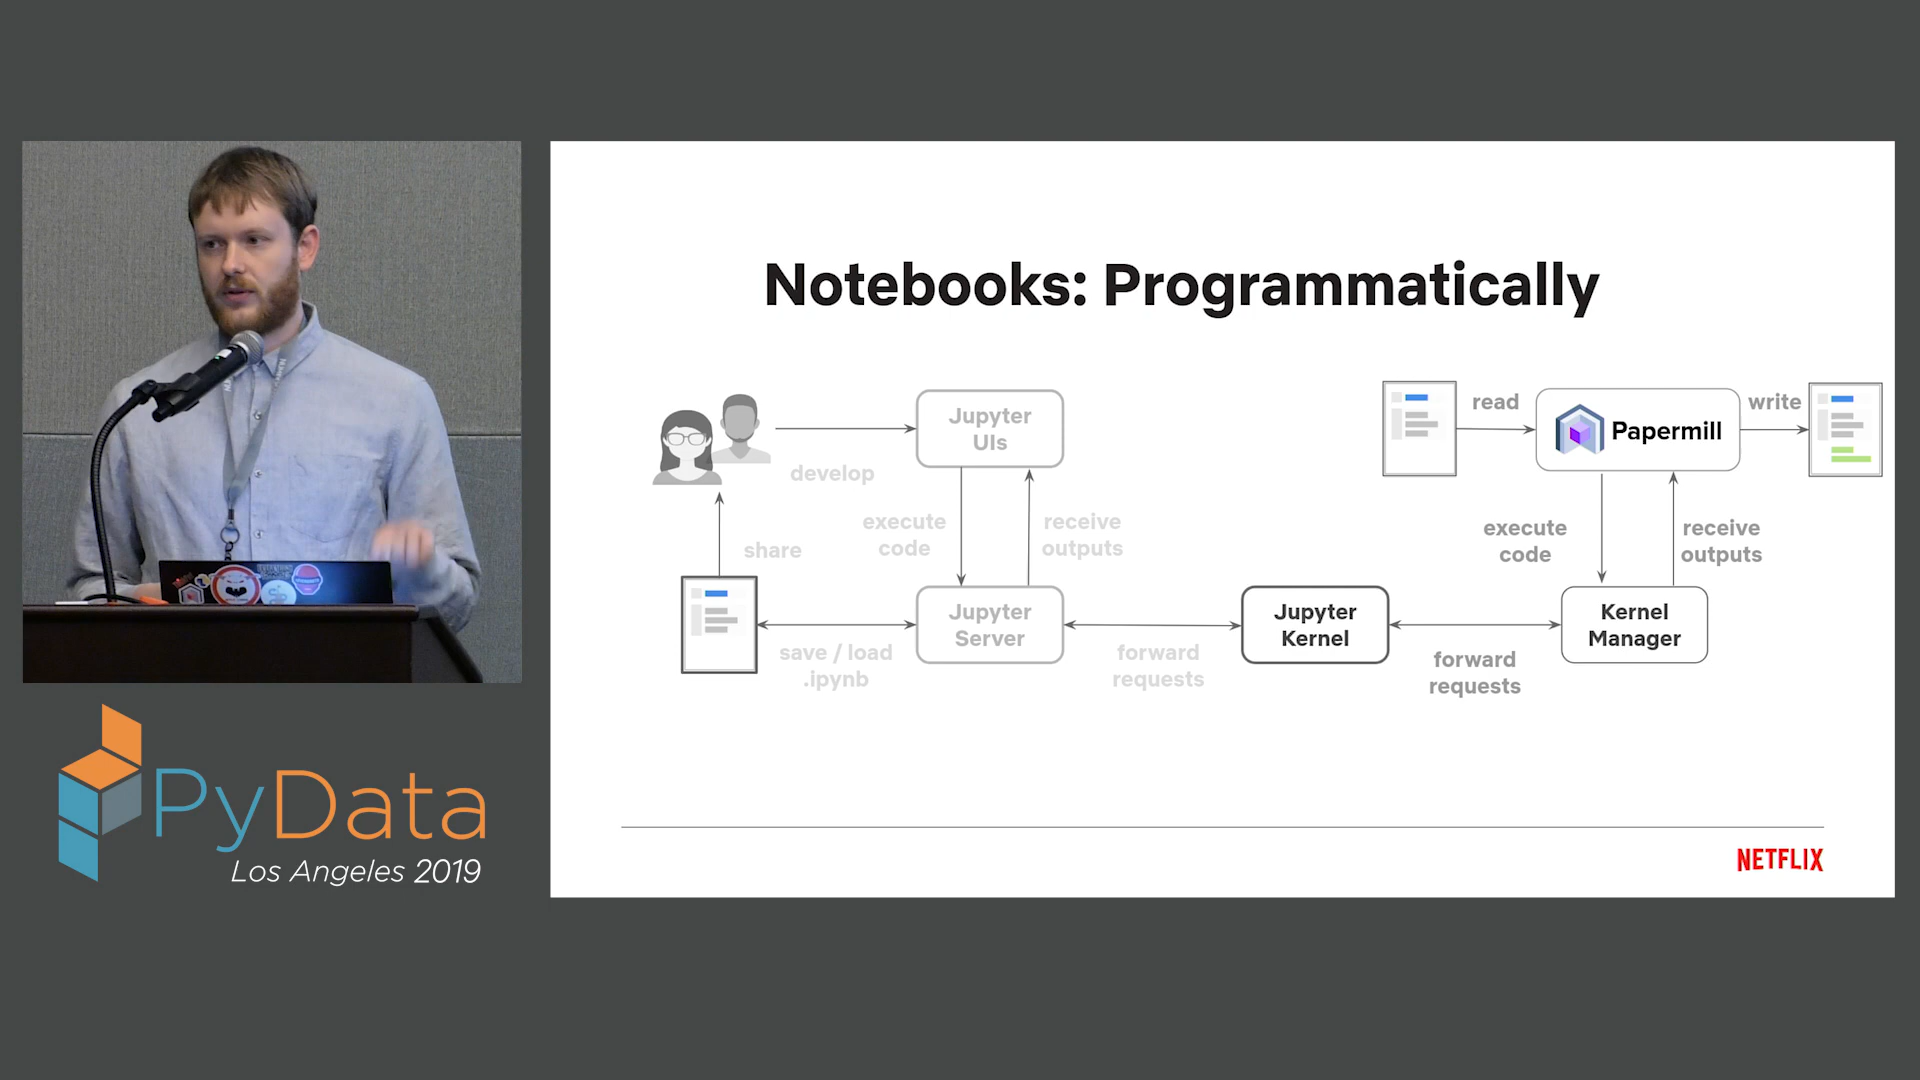 Notebooks: Programmatically
Jupyter
UIs
develop
execute
code
receive
outputs
share
Jupyter
Server
save / load
.ipynb
forward
requests
Jupyter
Kernel
forward
requests
read
Papermill
write
execute
code
receive
outputs
Kernel
Manager
NETFLIX
PyData
Los Angeles 2019